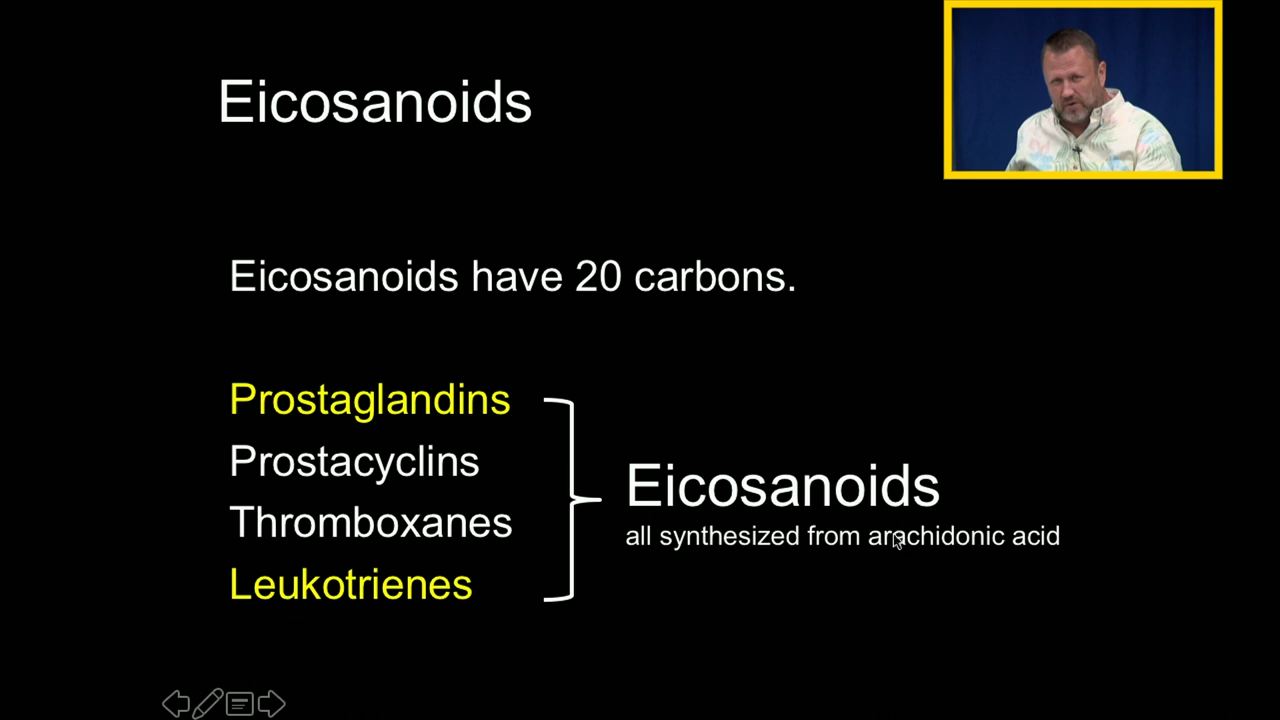 Eicosanoids
Eicosanoids have 20 carbons.
Prostaglandins
Prostacyclins
Thromboxanes
Leukotrienes
Eicosanoids
all synthesized from arachidonic acid